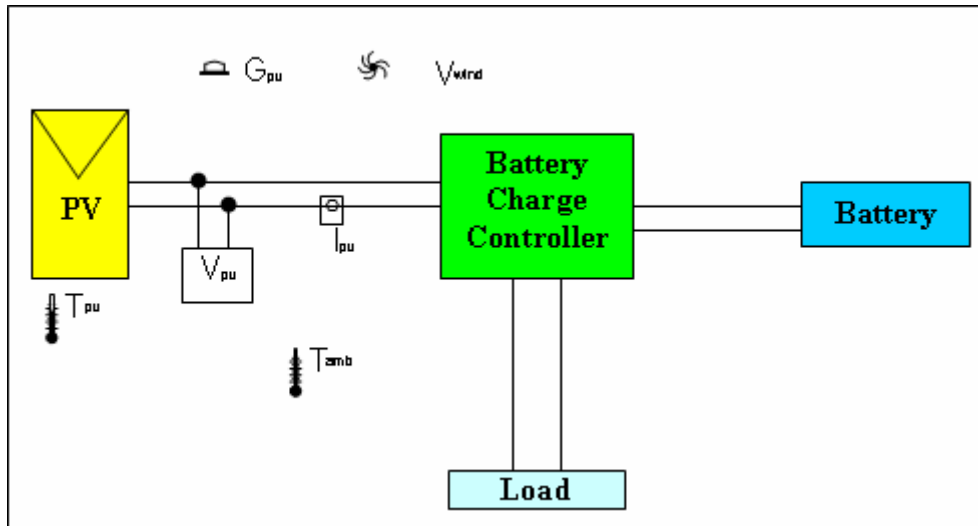 Gpu
Vwind
PV
Battery
Charge
Controller
Battery
Vpu
Ipu
Tpu
Tamb
Load